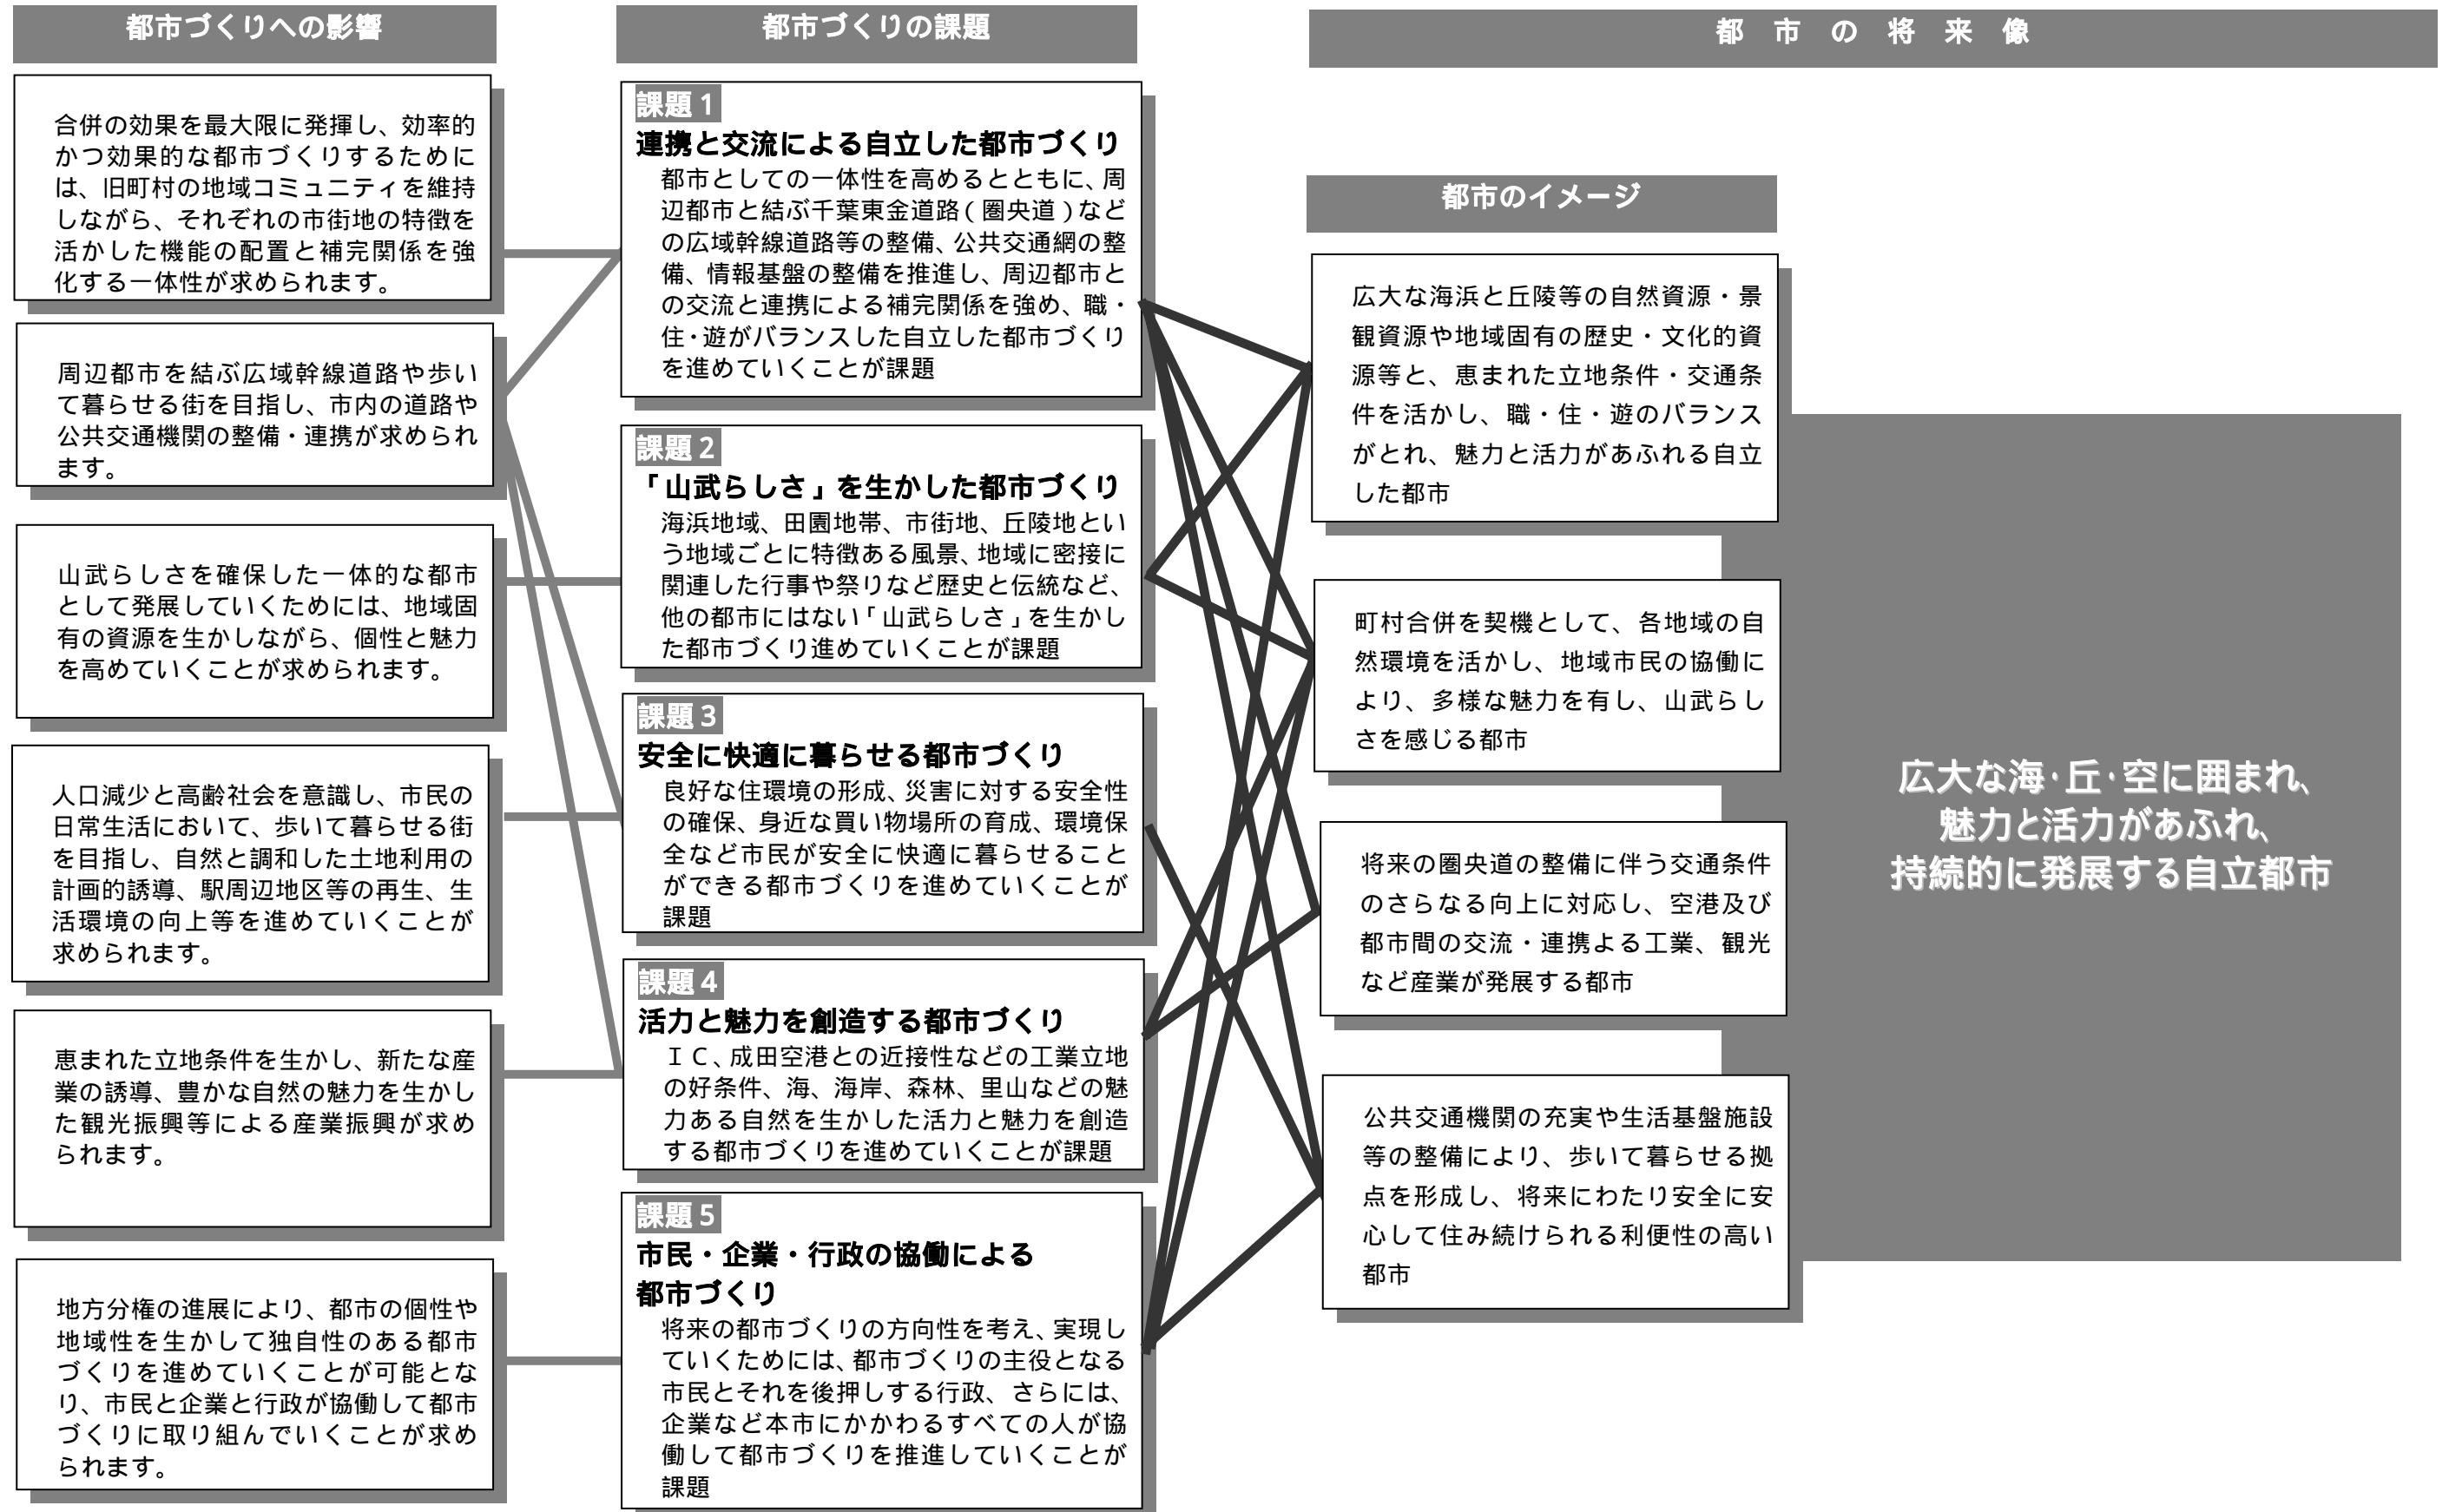 都市づくりへの影響
合併の効果を最大限に発揮し、効率的
かつ効果的な都市づくりするために
は、旧町村の地域コミュニティを維持
しながら、それぞれの市街地の特徴を
活かした機能の配置と補完関係を強
化する一体性が求められます。
周辺都市を結ぶ広域幹線道路や歩い
て暮らせる街を目指し、市内の道路や
公共交通機関の整備・連携が求められ
ます。
山武らしさを確保した一体的な都市
として発展していくためには、地域固
有の資源を生かしながら、個性と魅力
を高めていくことが求められます。
人口減少と高齢社会を意識し、市民の
日常生活において、歩いて暮らせる街
を目指し、自然と調和した土地利用の
計画的誘導、駅周辺地区等の再生、生
活環境の向上等を進めていくことが
求められます。
恵まれた立地条件を生かし、新たな産
業の誘導、豊かな自然の魅力を生かし
た観光振興等による産業振興が求め
られます。
地方分権の進展により、都市の個性や
地域性を生かして独自性のある都市
づくりを進めていくことが可能とな
り、市民と企業と行政が協働して都市
づくりに取り組んでいくことが求め
られます。
都市づくりの課題
課題1
連携と交流による自立した都市づくり
都市としての一体性を高めるとともに、周
辺都市と結ぶ千葉東金道路(圏央道)など
の広域幹線道路等の整備、公共交通網の整
備、情報基盤の整備を推進し、周辺都市と
の交流と連携による補完関係を強め、職・
住・遊がバランスした自立した都市づくり
を進めていくことが課題
課題2
「山武らしさ」を生かした都市づくり
海浜地域、田園地帯、市街地、丘陵地とい
う地域ごとに特徴ある風景、地域に密接に
関連した行事や祭りなど歴史と伝統など、
他の都市にはない「山武らしさ」を生かし
た都市づくり進めていくことが課題
課題3
安全に快適に暮らせる都市づくり
良好な住環境の形成、災害に対する安全性
の確保、身近な買い物場所の育成、環境保
全など市民が安全に快適に暮らせること
ができる都市づくりを進めていくことが
課題
課題4
活力と魅力を創造する都市づくり
IC、成田空港との近接性などの工業立地
の好条件、海、海岸、森林、里山などの魅
力ある自然を生かした活力と魅力を創造
する都市づくりを進めていくことが課題
課題5
市民・企業・行政の協働による
都市づくり
将来の都市づくりの方向性を考え、実現し
ていくためには、都市づくりの主役となる
市民とそれを後押しする行政、さらには、
企業など本市にかかわるすべての人が協
働して都市づくりを推進していくことが
課題
都市の将来像
都市のイメージ
広大な海浜と丘陵等の自然資源・景
観資源や地域固有の歴史・文化的資
源等と、恵まれた立地条件・交通条
件を活かし、職・住・遊のバランス
がとれ、魅力と活力があふれる自立
した都市
町村合併を契機として、各地域の自
然環境を活かし、地域市民の協働に
より、多様な魅力を有し、山武らし
さを感じる都市
将来の圏央道の整備に伴う交通条件
のさらなる向上に対応し、空港及び
都市間の交流・連携よる工業、観光
など産業が発展する都市
公共交通機関の充実や生活基盤施設
等の整備により、歩いて暮らせる拠
点を形成し、将来にわたり安全に安
心して住み続けられる利便性の高い
都市
広大な海・丘・空に囲まれ、
魅力と活力があふれ、
持続的に発展する自立都市